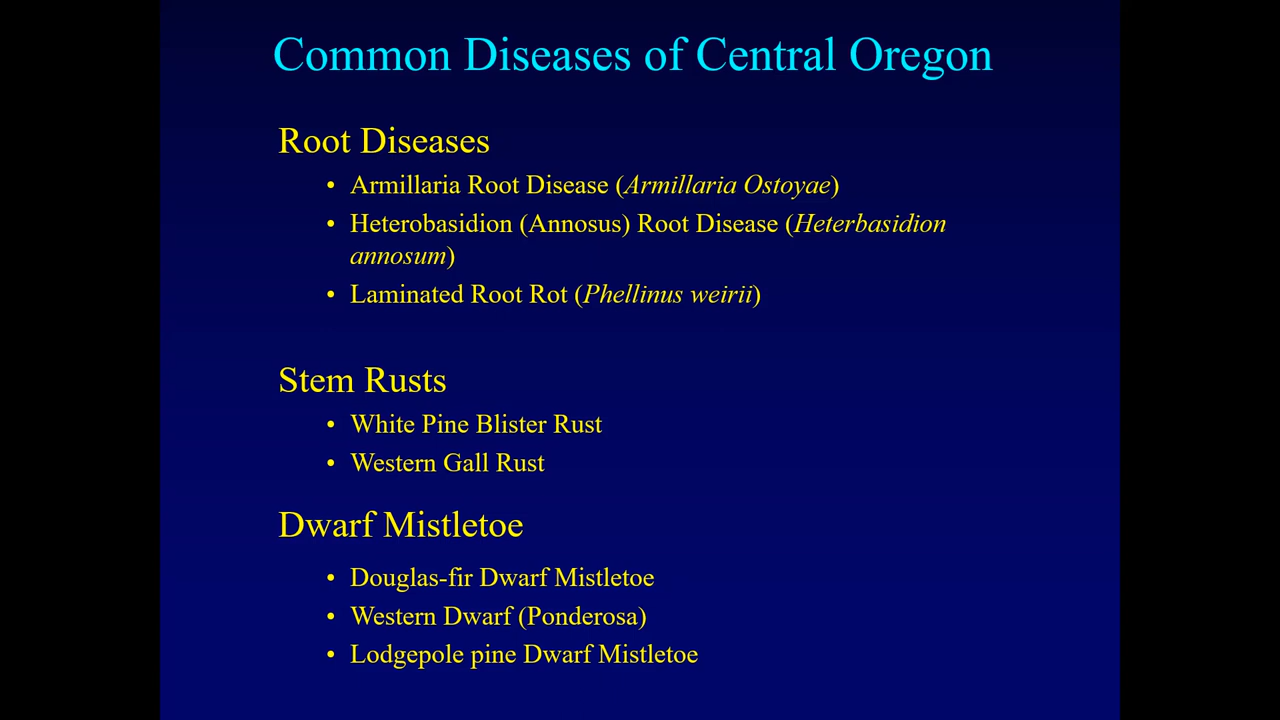 Common Diseases of Central Oregon
Root Diseases
• Armillaria Root Disease (Armillaria Ostoyae)
• Heterobasidion (Annosus) Root Disease (Heterbasidion
annosum)
• Laminated Root Rot (Phellinus weirii)
Stem Rusts
• White Pine Blister Rust
• Western Gall Rust
Dwarf Mistletoe
• Douglas-fir Dwarf Mistletoe
• Western Dwarf (Ponderosa)
• Lodgepole pine Dwarf Mistletoe